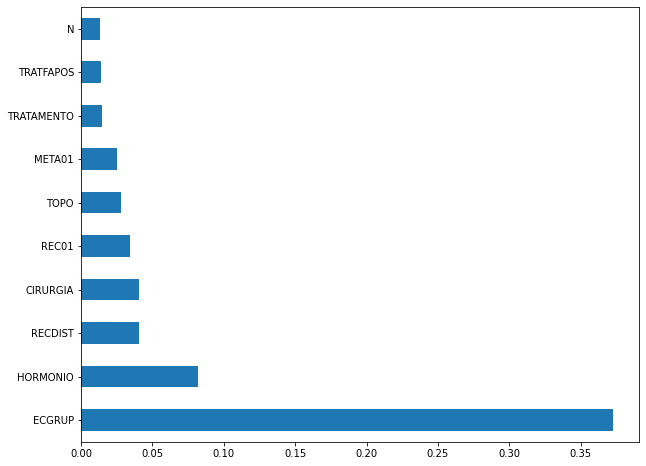 N
TRATFAPOS
TRATAMENTO
META01
TOPO
REC01
CIRURGIA
RECDIST
HORMONIO
ECGRUP
0.00 0.05 0.10 0.15 0.20 0.25 0.30 0.35